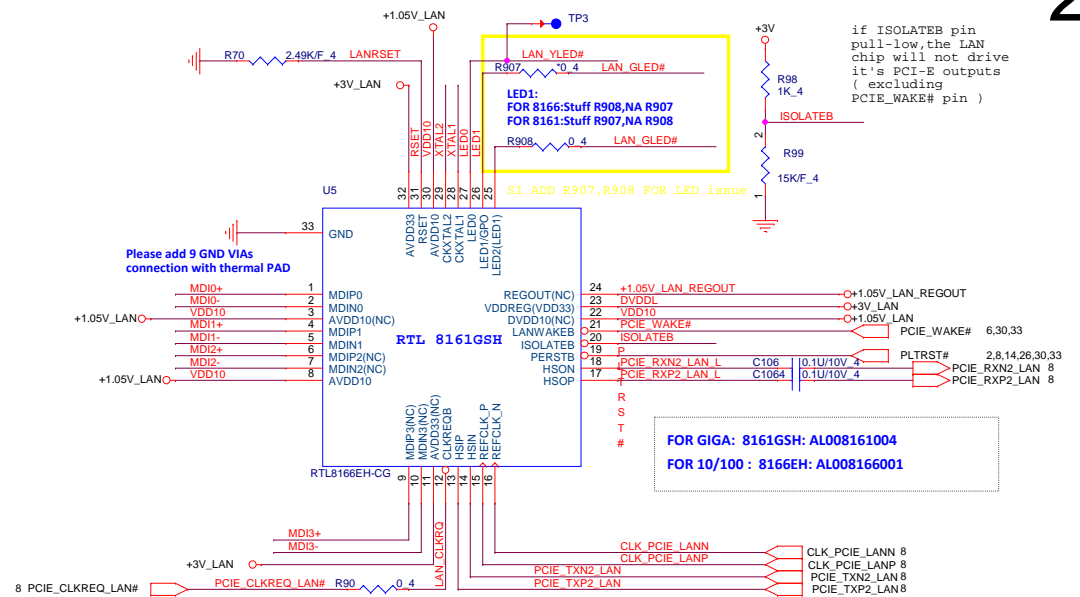 2
+1.05V_LAN
TP3
R70
2.49K/F_4
LANRSET
LAN_YLED#
R907
*0_4
LAN_GLED#
+3V_LAN
LED1:
FOR 8166:Stuff R908,NA R907
FOR 8161:Stuff R907,NA R908
R908
0_4
LAN_GLED#
SI ADD R907,R908 FOR LED issue
+3V
R98
1K_4
ISOLATEB
2
R99
15K/F_4
1
if ISOLATEB pin
pull-low,the LAN
chip will not drive
it's PCI-E outputs
( excluding
PCIE_WAKE# pin )
RSET
VDD10
XTAL2
XTAL1
LED0
LED1
32
31
30
29
28
27
26
25
U5
AVDD33
RSET
AVDD10
CKXTAL2
CKXTAL1
LED0
LED1/GPO
LED2(LED1)
33
GND
Please add 9 GND VIAs
connection with thermal PAD
MDI0+
1
MDIP0
MDI0-
2
MDIN0
+1.05V_LAN
VDD10
3
AVDD10(NC)
MDI1+
4
MDIP1
MDI1-
5
MDIN1
MDI2+
6
MDIP2(NC)
MDI2-
7
MDIN2(NC)
+1.05V_LAN
VDD10
8
AVDD10
RTL 8161GSH
REGOUT(NC)
24
+1.05V_LAN_REGOUT
+1.05V_LAN_REGOUT
VDDREG(VDD33)
23
DVDDL
+3V_LAN
DVDD10(NC)
22
VDD10
+1.05V_LAN
LANWAKEB
21
PCIE_WAKE#
PCIE_WAKE# 6,30,33
ISOLATEB
20
ISOLATEB
PERSTB
19
PLTRST#
PLTRST# 2,8,14,26,30,33
HSON
18
PCIE_RXN2_LAN_L
C106
0.1U/10V_4
PCIE_RXN2_LAN 8
HSOP
17
PCIE_RXP2_LAN_L
C1064
0.1U/10V_4
PCIE_RXP2_LAN 8
MDIP3(NC)
MDIN3(NC)
AVDD33(NC)
CLKREQB
HSIP
HSIN
REFCLK_P
REFCLK_N
RTL8166EH-CG
9
10
11
12
13
14
15
16
FOR GIGA: 8161GSH: AL008161004
FOR 10/100 : 8166EH: AL008166001
MDI3+
MDI3-
+3V_LAN
LAN_CLKRQ
8 PCIE_CLKREQ_LAN#
PCIE_CLKREQ_LAN#
R90
0_4
CLK_PCIE_LANN
CLK_PCIE_LANN 8
CLK_PCIE_LANP
CLK_PCIE_LANP 8
PCIE_TXN2_LAN
PCIE_TXN2_LAN 8
PCIE_TXP2_LAN
PCIE_TXP2_LAN 8